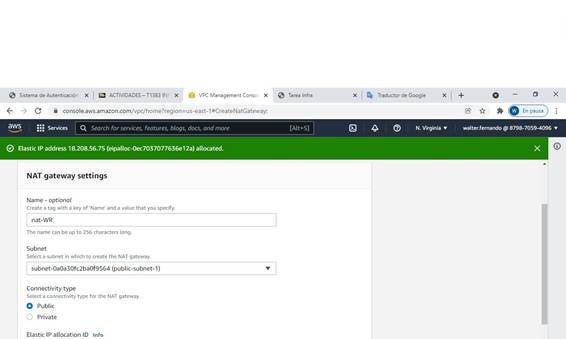 Sistema de Autenticación
ACTIVIDADES – T1383
VPC Management Conso
Tarea Infra
Traductor de Google
console.aws.amazon.com/vpc/home?region=us-east-1#CreateNatGateway:
W En pausa
aws Services Search for services, features, blogs, docs, and more [Alt+S] N. Virginia walter.fernando @ 8798-7059-4096
Elastic IP address 18.208.56.75 (eipalloc-0ec7037077636e12a) allocated.
NAT gateway settings
Name - optional
Create a tag with a key of 'Name' and a value that you specify.
nat-WR
The name can be up to 256 characters long.
Subnet
Select a subnet in which to create the NAT gateway.
subnet-0a0a30fc2ba0f9564 (public-subnet-1)
Connectivity type
Select a connectivity type for the NAT gateway.
Public
Private
Elastic IP allocation ID Info